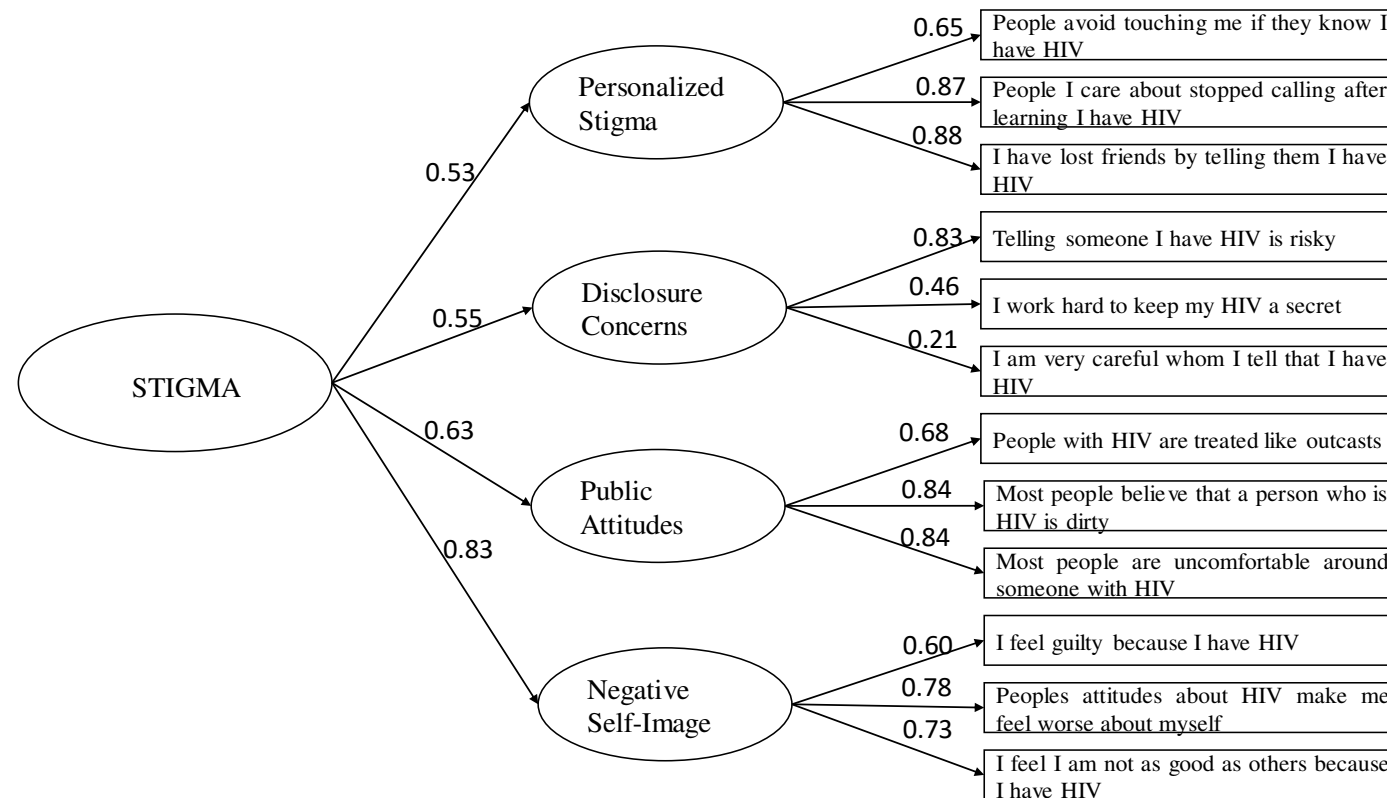 0.65
People avoid touching me if they know I
have HIV
Personalized
Stigma
0.87
People I care about stopped calling after
learning I have HIV
0.88
I have lost friends by telling them I have
HIV
0.53
0.83
Telling someone I have HIV is risky
Disclosure
Concerns
0.46
I work hard to keep my HIV a secret
0.55
0.21
I am very careful whom I tell that I have
HIV
STIGMA
0.63
0.68
People with HIV are treated like outcasts
Public
Attitudes
0.84
Most people believe that a person who is
HIV is dirty
0.84
Most people are uncomfortable around
someone with HIV
0.83
0.60
I feel guilty because I have HIV
Negative
Self-Image
0.78
Peoples attitudes about HIV make me
feel worse about myself
0.73
I feel I am not as good as others because
I have HIV